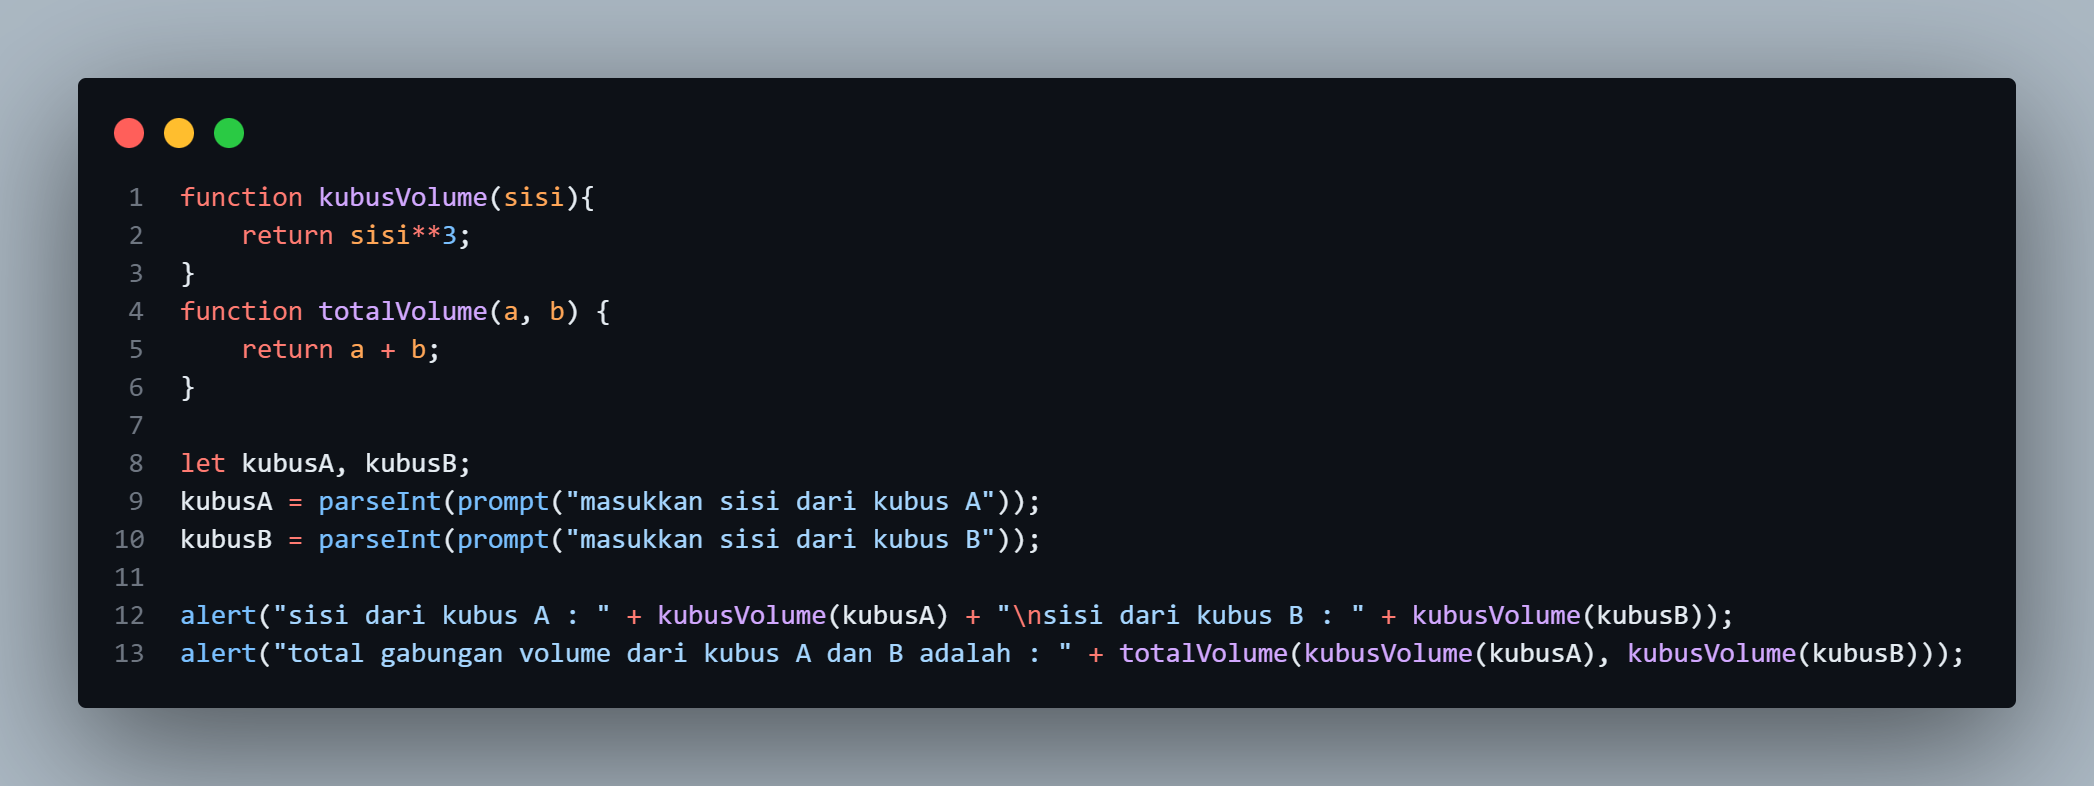 1 function kubusVolume(sisi){
2     return sisi**3;
3 }
4 function totalVolume(a, b) {
5     return a + b;
6 }
7
8 let kubusA, kubusB;
9 kubusA = parseInt(prompt("masukkan sisi dari kubus A"));
10 kubusB = parseInt(prompt("masukkan sisi dari kubus B"));
11
12 alert("sisi dari kubus A : " + kubusVolume(kubusA) + "\nsisi dari kubus B : " + kubusVolume(kubusB));
13 alert("total gabungan volume dari kubus A dan B adalah : " + totalVolume(kubusVolume(kubusA), kubusVolume(kubusB)));